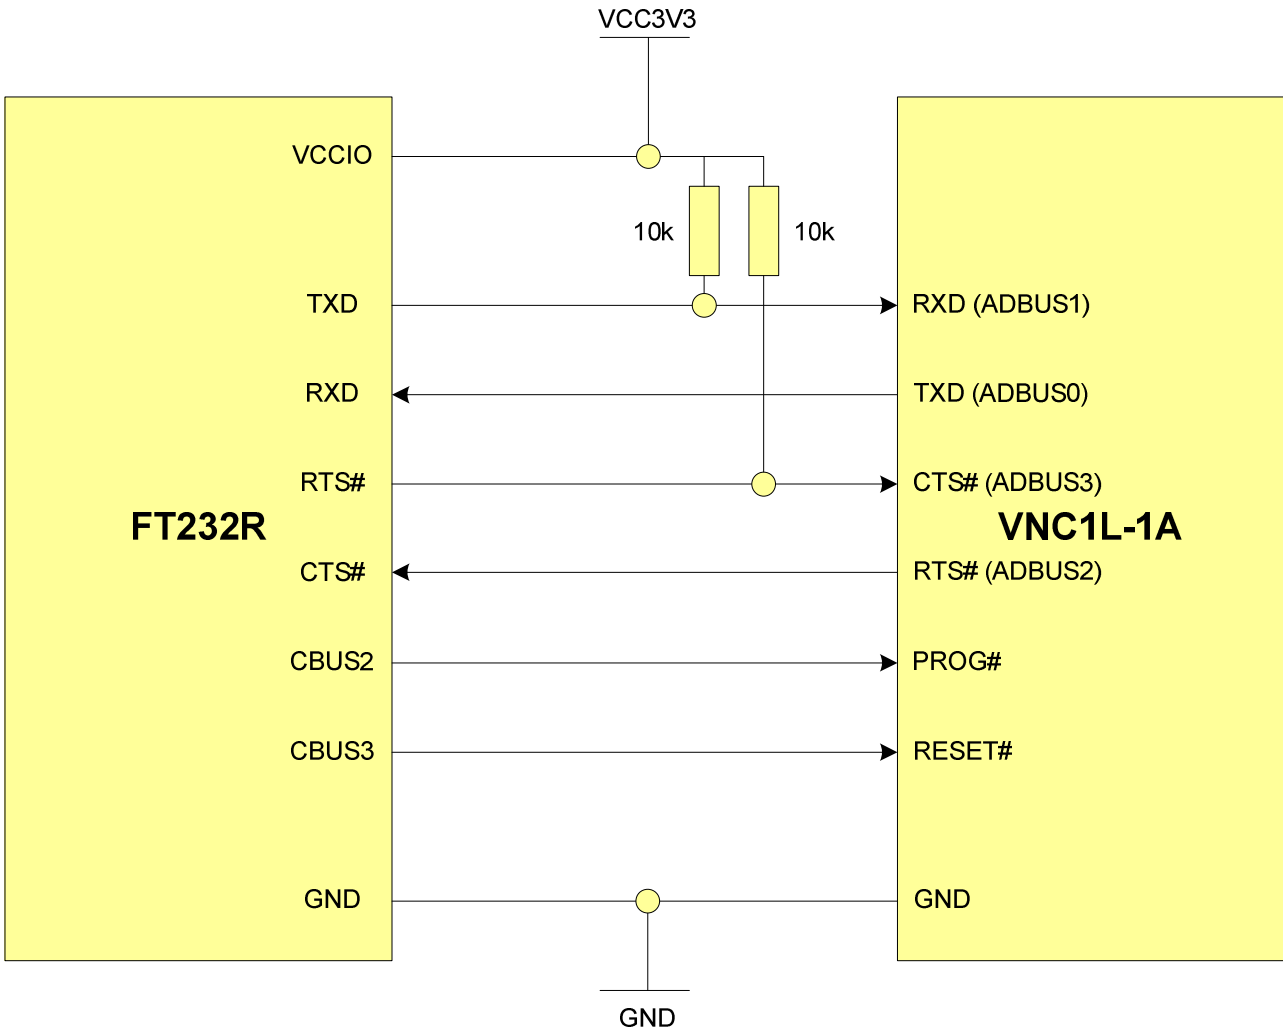 VCC3V3
VCCIO
10k
10k
TXD
RXD (ADBUS1)
RXD
TXD (ADBUS0)
RTS#
CTS# (ADBUS3)
FT232R
VNC1L-1A
CTS#
RTS# (ADBUS2)
CBUS2
PROG#
CBUS3
RESET#
GND
GND
GND